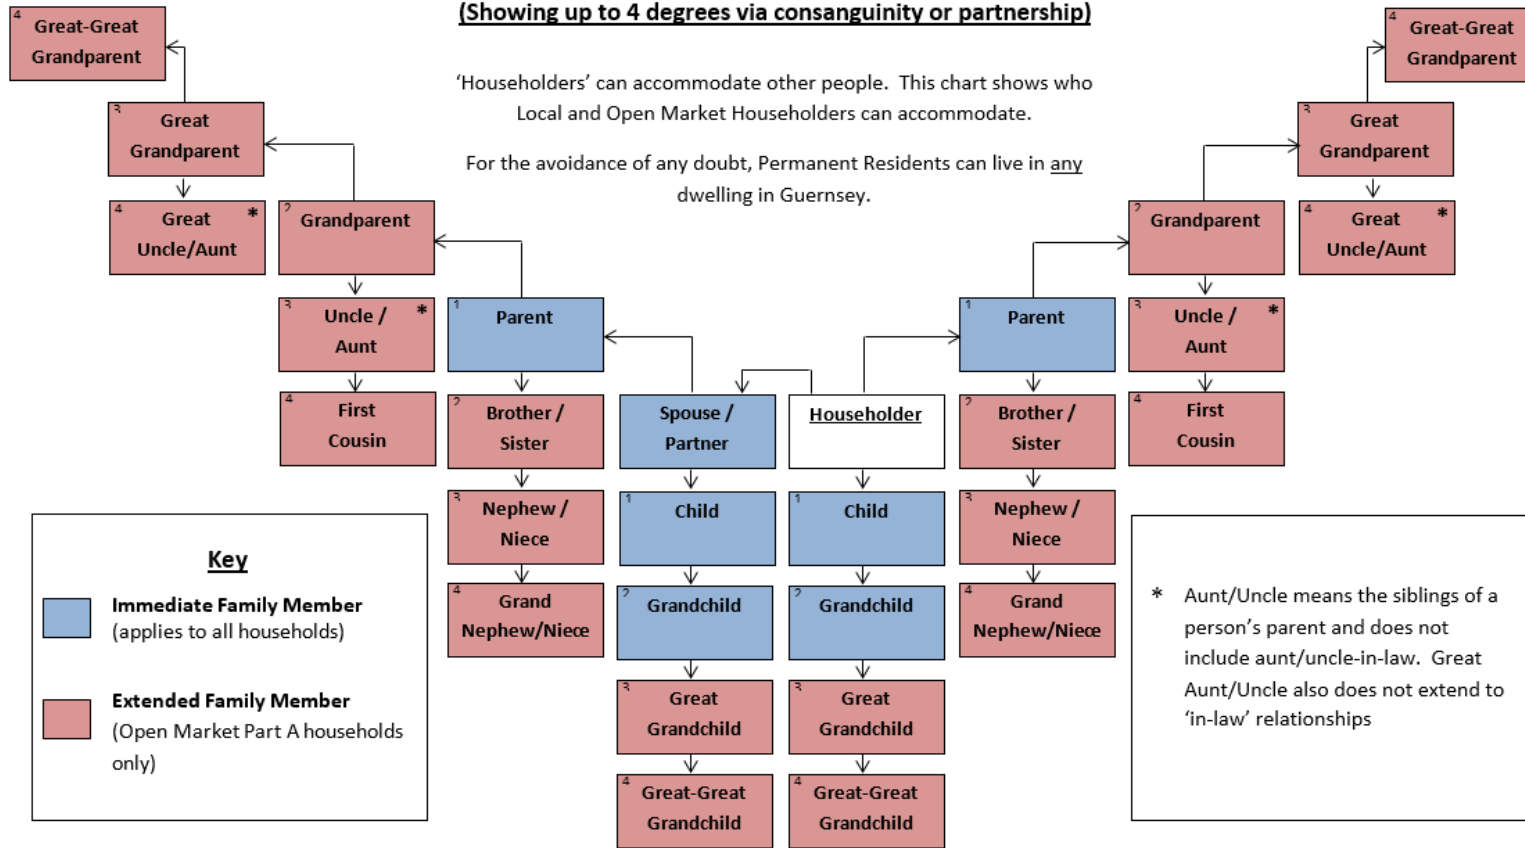 (Showing up to 4 degrees via consanguinity or partnership)
‘Householders’ can accommodate other people.  This chart shows who
Local and Open Market Householders can accommodate.
For the avoidance of any doubt, Permanent Residents can live in any
dwelling in Guernsey.
4
Great-Great
Grandparent
4
Great-Great
Grandparent
3
Great
Grandparent
3
Great
Grandparent
4
Great *
Uncle/Aunt
2
Grandparent
2
Grandparent
4
Great *
Uncle/Aunt
3
Uncle / *
Aunt
1
Parent
1
Parent
3
Uncle / *
Aunt
4
First
Cousin
2
Brother /
Sister
Spouse /
Partner
Householder
2
Brother /
Sister
4
First
Cousin
3
Nephew /
Niece
1
Child
1
Child
3
Nephew /
Niece
4
Grand
Nephew/Niece
2
Grandchild
2
Grandchild
4
Grand
Nephew/Niece
3
Great
Grandchild
3
Great
Grandchild
4
Great-Great
Grandchild
4
Great-Great
Grandchild
Key
Immediate Family Member
(applies to all households)
Extended Family Member
(Open Market Part A households
only)
* Aunt/Uncle means the siblings of a
person’s parent and does not
include aunt/uncle-in-law.  Great
Aunt/Uncle also does not extend to
‘in-law’ relationships